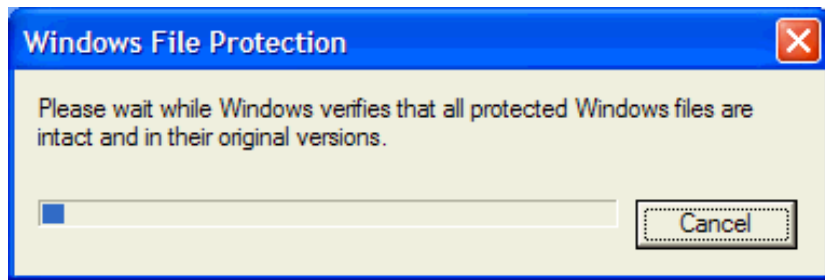 Windows File Protection
Please wait while Windows verifies that all protected Windows files are
intact and in their original versions.
Cancel